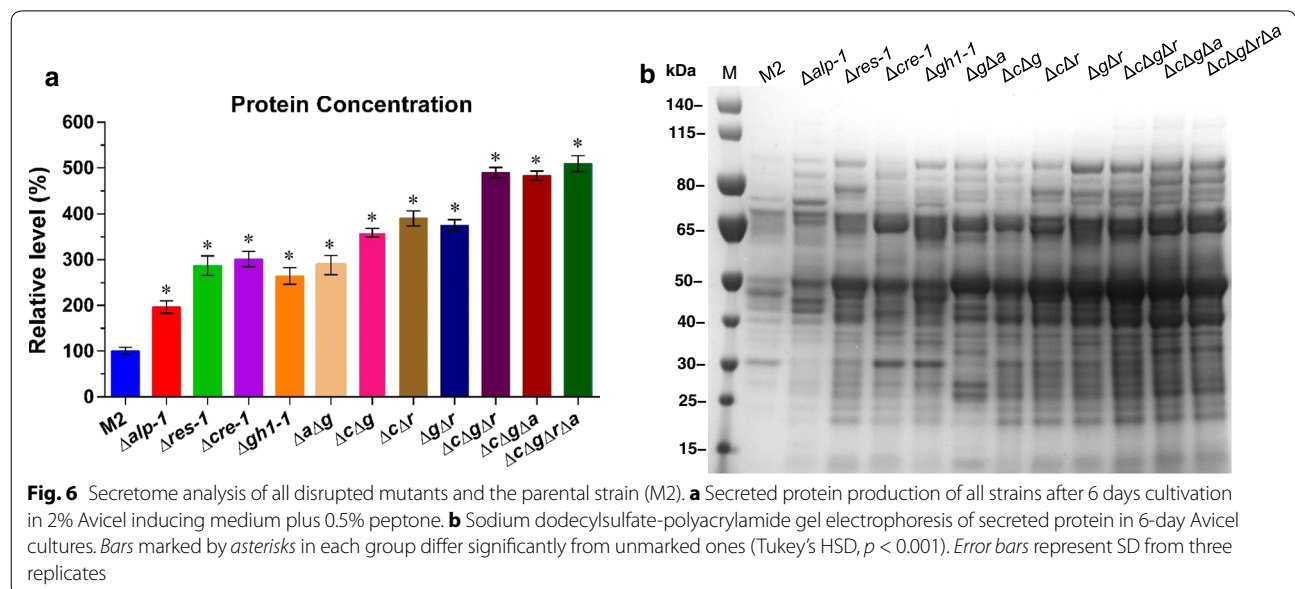 a
Protein Concentration
Relative level (%)
600
500
400
300
200
100
0
* * * * * * * * * * *
M2 Δalp-1 Δres-1 Δcre-1 Δgh1-1 ΔaΔg ΔcΔg ΔcΔr ΔgΔr ΔcΔgΔr ΔcΔgΔa ΔcΔgΔrΔa
b
kDa M M2 Δalp-1 Δres-1 Δcre-1 Δgh1-1 ΔgΔa ΔcΔg ΔcΔr ΔgΔr ΔcΔgΔr ΔcΔgΔa ΔcΔgΔrΔa
140–
115–
80–
65–
50–
40–
30–
25–
15–
Fig. 6 Secretome analysis of all disrupted mutants and the parental strain (M2). a Secreted protein production of all strains after 6 days cultivation
in 2% Avicel inducing medium plus 0.5% peptone. b Sodium dodecylsulfate-polyacrylamide gel electrophoresis of secreted protein in 6-day Avicel
cultures. Bars marked by asterisks in each group differ significantly from unmarked ones (Tukey's HSD, p < 0.001). Error bars represent SD from three
replicates